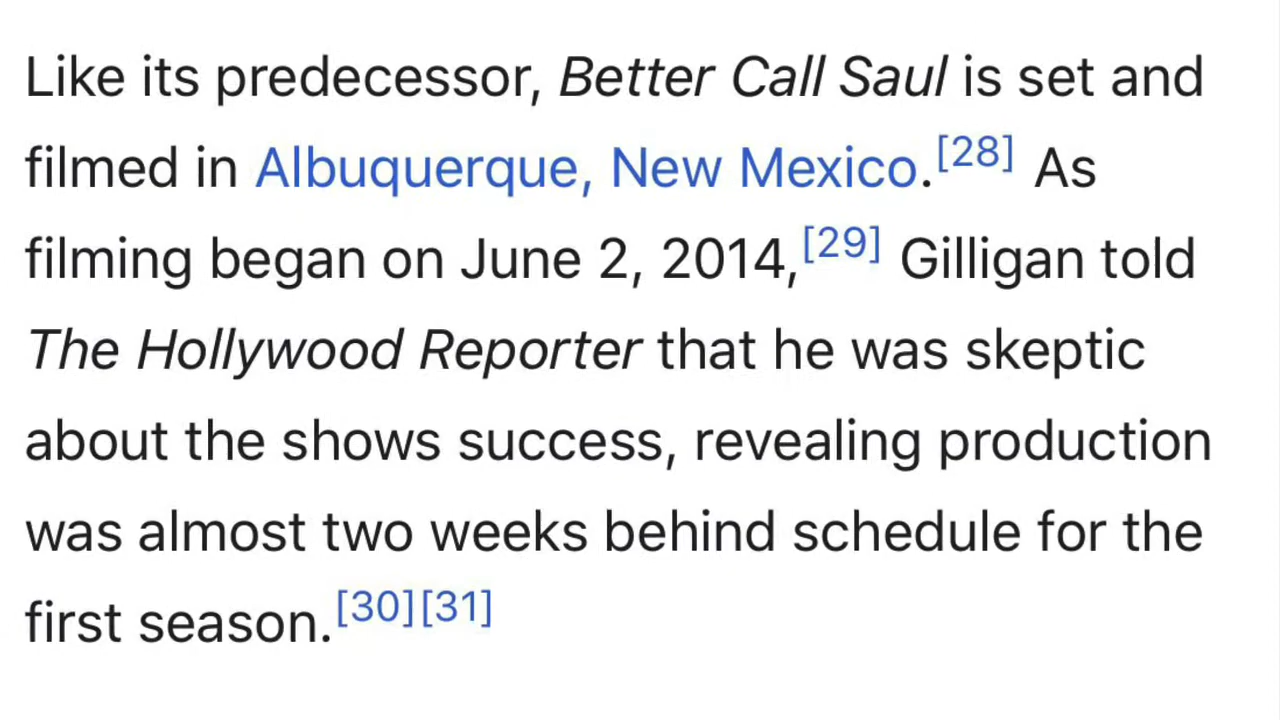 Like its predecessor, Better Call Saul is set and
filmed in Albuquerque, New Mexico.[28] As
filming began on June 2, 2014,[29] Gilligan told
The Hollywood Reporter that he was skeptic
about the shows success, revealing production
was almost two weeks behind schedule for the
first season.[30][31]